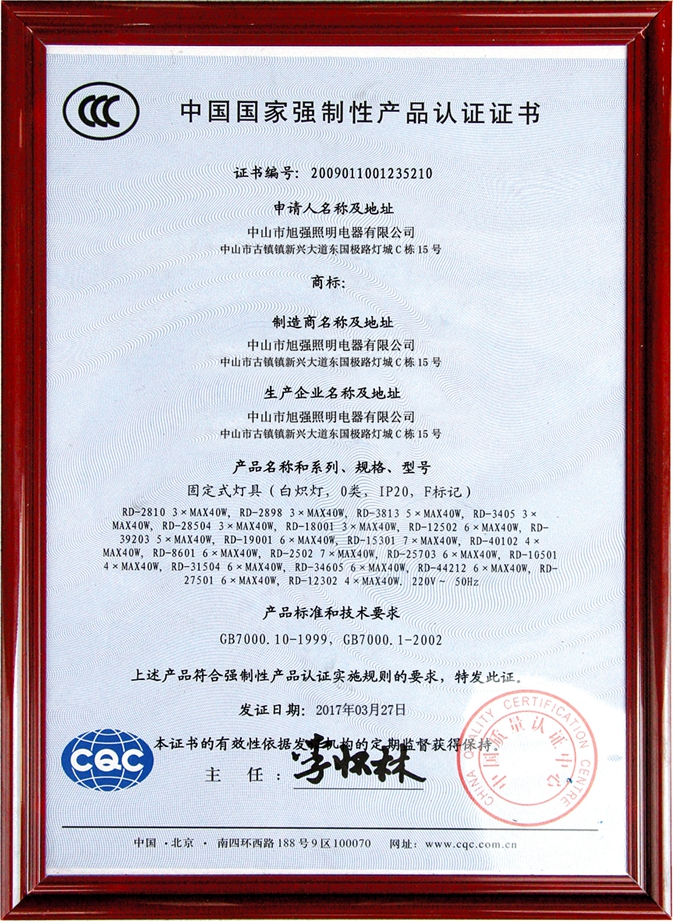 CCC
中国国家强制性产品认证证书
证书编号：2009011001235210
申请人名称及地址
中山市旭强照明电器有限公司
中山市古镇镇新兴大道东国极路灯城C栋15号
商标：
制造商名称及地址
中山市旭强照明电器有限公司
中山市古镇镇新兴大道东国极路灯城C栋15号
生产企业名称及地址
中山市旭强照明电器有限公司
中山市古镇镇新兴大道东国极路灯城C栋15号
产品名称和系列、规格、型号
固定式灯具（白炽灯，0类，IP20，F标记）
RD-2810 3×MAX40W, RD-2898 3×MAX40W, RD-3813 5×MAX40W, RD-3405 3×
MAX40W, RD-28504 3×MAX40W, RD-18001 3×MAX40W, RD-12502 6×MAX40W, RD-
39203 5×MAX40W, RD-19001 6×MAX40W, RD-15301 7×MAX40W, RD-40102 4×
MAX40W, RD-8601 6×MAX40W, RD-2502 7×MAX40W, RD-25703 6×MAX40W, RD-10501
4×MAX40W, RD-31504 6×MAX40W, RD-34605 6×MAX40W, RD-44212 6×MAX40W, RD-
27501 6×MAX40W, RD-12302 4×MAX40W. 220V～ 50Hz
产品标准和技术要求
GB7000.10-1999, GB7000.1-2002
上述产品符合强制性产品认证实施规则的要求，特发此证。
发证日期：2017年03月27日
本证书的有效性依据发证机构的定期监督获得保持。
CQC
主 任：李怀林
CHINA QUALITY CERTIFICATION CENTRE
中国质量认证中心
中国·北京·南四环西路188号9区100070 网址：www.cqc.com.cn